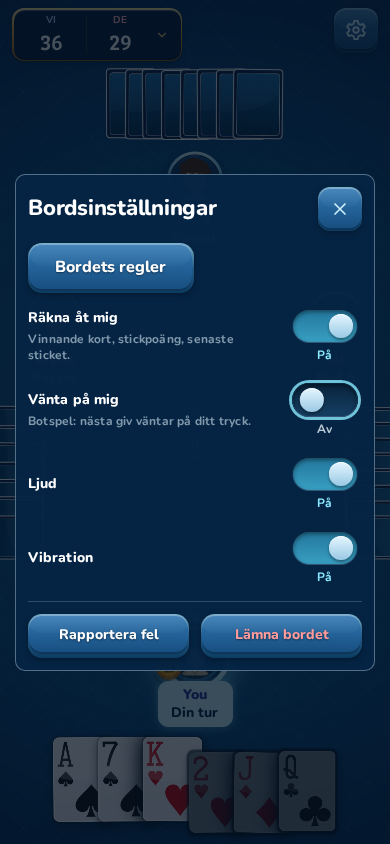 VI
DE
36
29
Bordsinställningar
Bordets regler
Räkna åt mig
Vinnande kort, stickpoäng, senaste
sticket.
På
Vänta på mig
Botspel: nästa giv väntar på ditt tryck.
Av
Ljud
På
Vibration
På
Rapportera fel
Lämna bordet
You
Din tur
A
7
K
2
J
Q